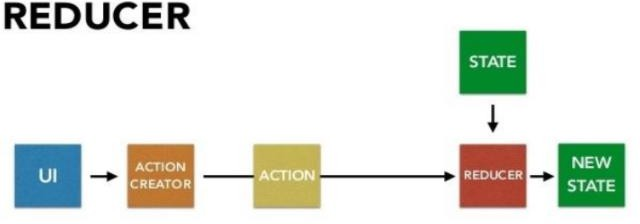 REDUCER
STATE
UI
ACTION
CREATOR
ACTION
REDUCER
NEW
STATE